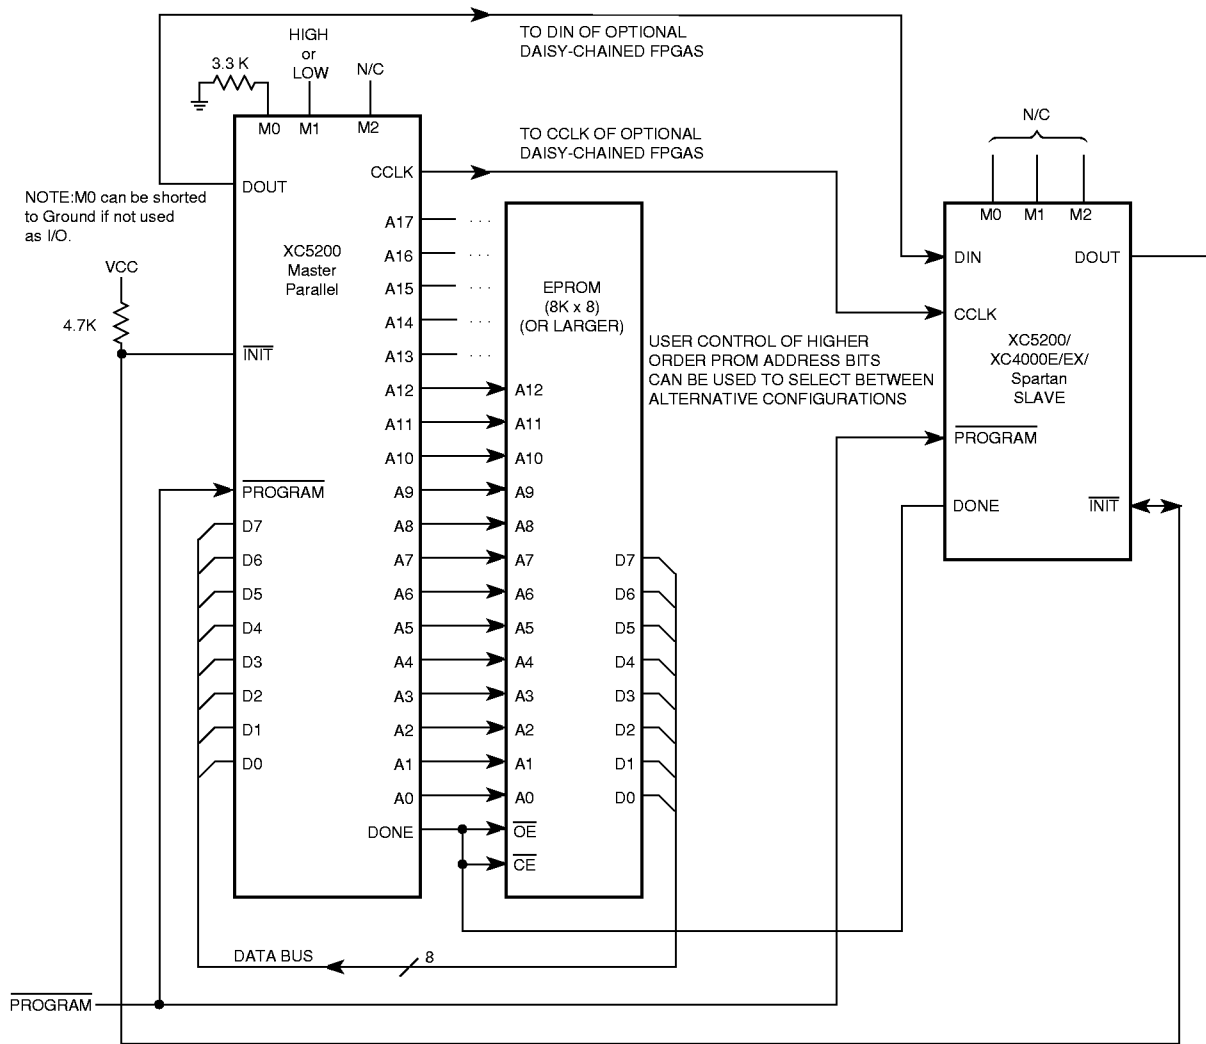 TO DIN OF OPTIONAL
DAISY-CHAINED FPGAS
HIGH
or
LOW
3.3 K
N/C
M0
M1
M2
TO CCLK OF OPTIONAL
DAISY-CHAINED FPGAS
N/C
NOTE:M0 can be shorted
to Ground if not used
as I/O.
VCC
4.7K
DOUT
INIT
PROGRAM
D7
D6
D5
D4
D3
D2
D1
D0
XC5200
Master
Parallel
CCLK
A17
A16
A15
A14
A13
A12
A11
A10
A9
A8
A7
A6
A5
A4
A3
A2
A1
A0
DONE
. . .
. . .
. . .
. . .
. . .
EPROM
(8K x 8)
(OR LARGER)
A12
A11
A10
A9
A8
A7
A6
A5
A4
A3
A2
A1
A0
OE
CE
D7
D6
D5
D4
D3
D2
D1
D0
USER CONTROL OF HIGHER
ORDER PROM ADDRESS BITS
CAN BE USED TO SELECT BETWEEN
ALTERNATIVE CONFIGURATIONS
M0
M1
M2
DIN
DOUT
CCLK
XC5200/
XC4000E/EX/
Spartan
SLAVE
PROGRAM
DONE
INIT
DATA BUS
8
PROGRAM